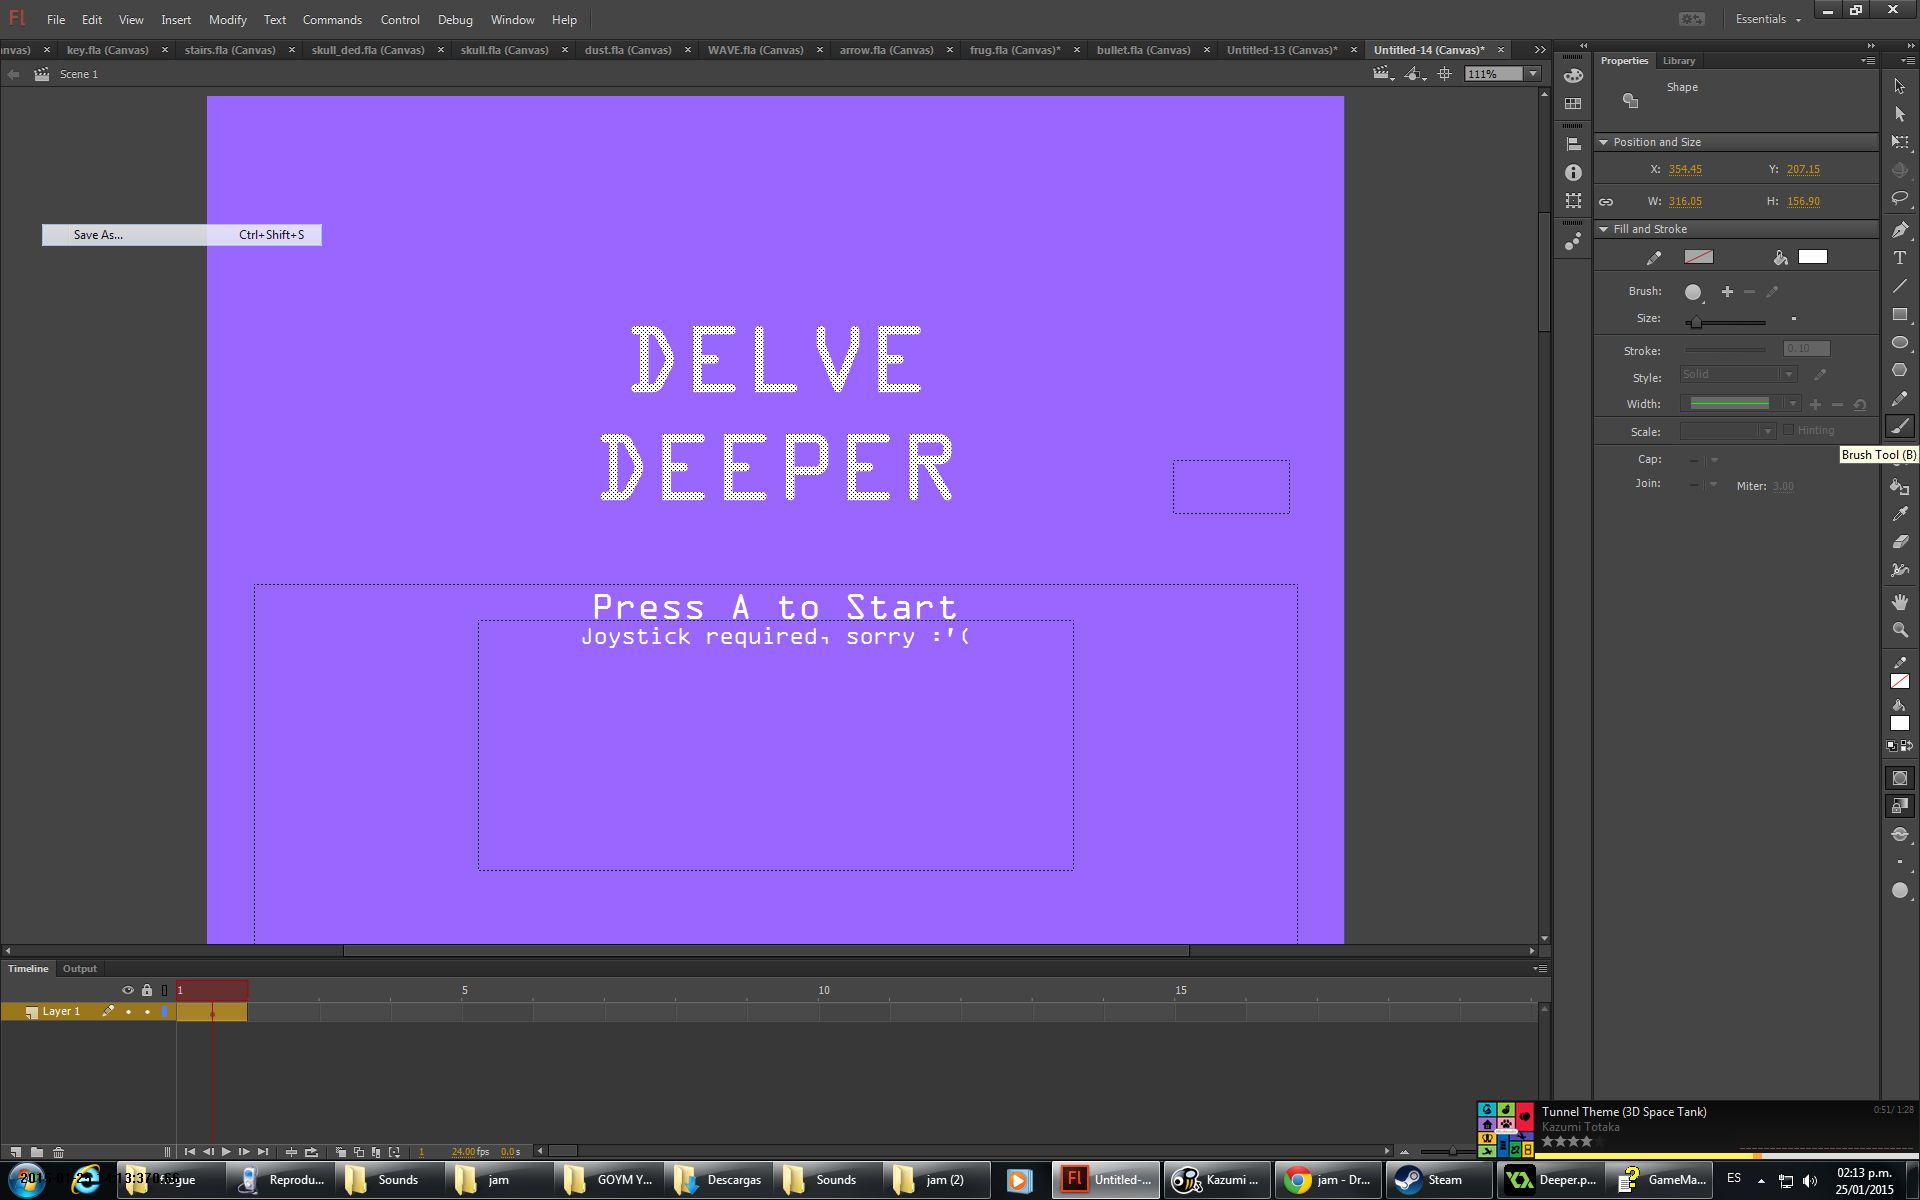 Fl File Edit View Insert Modify Text Commands Control Debug Window Help Essentials
key.fla (Canvas) × stairs.fla (Canvas) × skull_ded.fla (Canvas) × skull.fla (Canvas) × dust.fla (Canvas) × WAVE.fla (Canvas) × arrow.fla (Canvas) × frug.fla (Canvas)* × bullet.fla (Canvas) × Untitled-13 (Canvas)* × Untitled-14 (Canvas)* ×
Scene 1 111%
Properties Library
Shape
Position and Size
X: 354.45 Y: 207.15
W: 316.05 H: 156.90
Fill and Stroke
Brush:
Size:
Stroke: 0.10
Style: Solid
Width:
Scale: Hinting
Brush Tool (B)
Cap:
Join: Miter: 3.00
Save As... Ctrl+Shift+S
DELVE
DEEPER
Press A to Start
Joystick required, sorry :'(
Timeline Output
1 5 10 15
Layer 1
1 24.00 fps 0.0 s
Tunnel Theme (3D Space Tank) 0:51/ 1:28
Kazumi Totaka
Reprodu... Sounds jam GOYM Y... Descargas Sounds jam (2) Untitled-... Kazumi ... jam - Dr... Steam Deeper.p... GameMa... ES
02:13 p.m.
25/01/2015